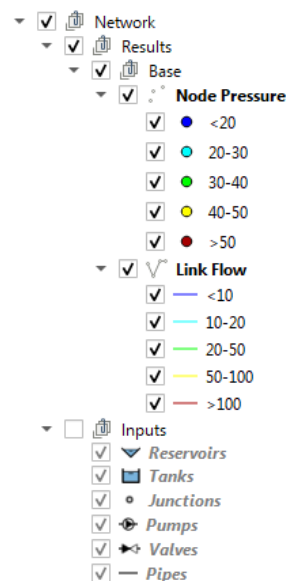 Network
Results
Base
Node Pressure
<20
20-30
30-40
40-50
>50
Link Flow
<10
10-20
20-50
50-100
>100
Inputs
Reservoirs
Tanks
Junctions
Pumps
Valves
Pipes